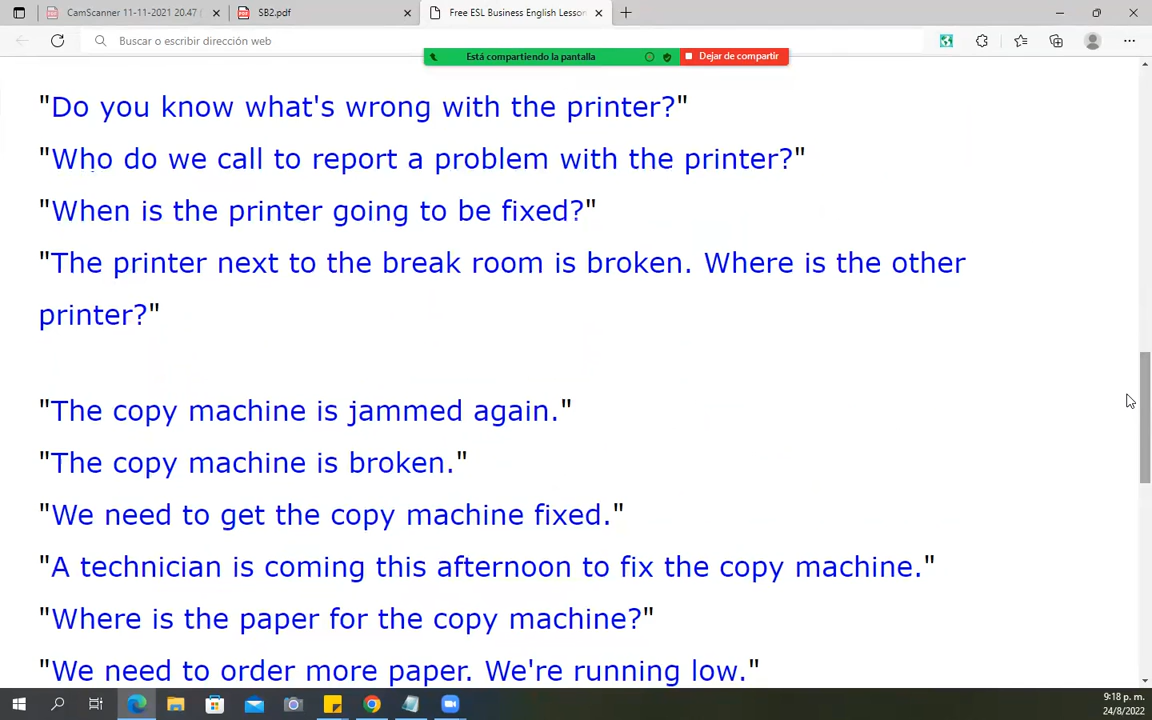 CamScanner 11-11-2021 20.47
SB2.pdf
Free ESL Business English Lesson
Buscar o escribir dirección web
Está compartiendo la pantalla
Dejar de compartir
"Do you know what's wrong with the printer?"
"Who do we call to report a problem with the printer?"
"When is the printer going to be fixed?"
"The printer next to the break room is broken. Where is the other
printer?"
"The copy machine is jammed again."
"The copy machine is broken."
"We need to get the copy machine fixed."
"A technician is coming this afternoon to fix the copy machine."
"Where is the paper for the copy machine?"
"We need to order more paper. We're running low."
9:18 p. m.
24/8/2022